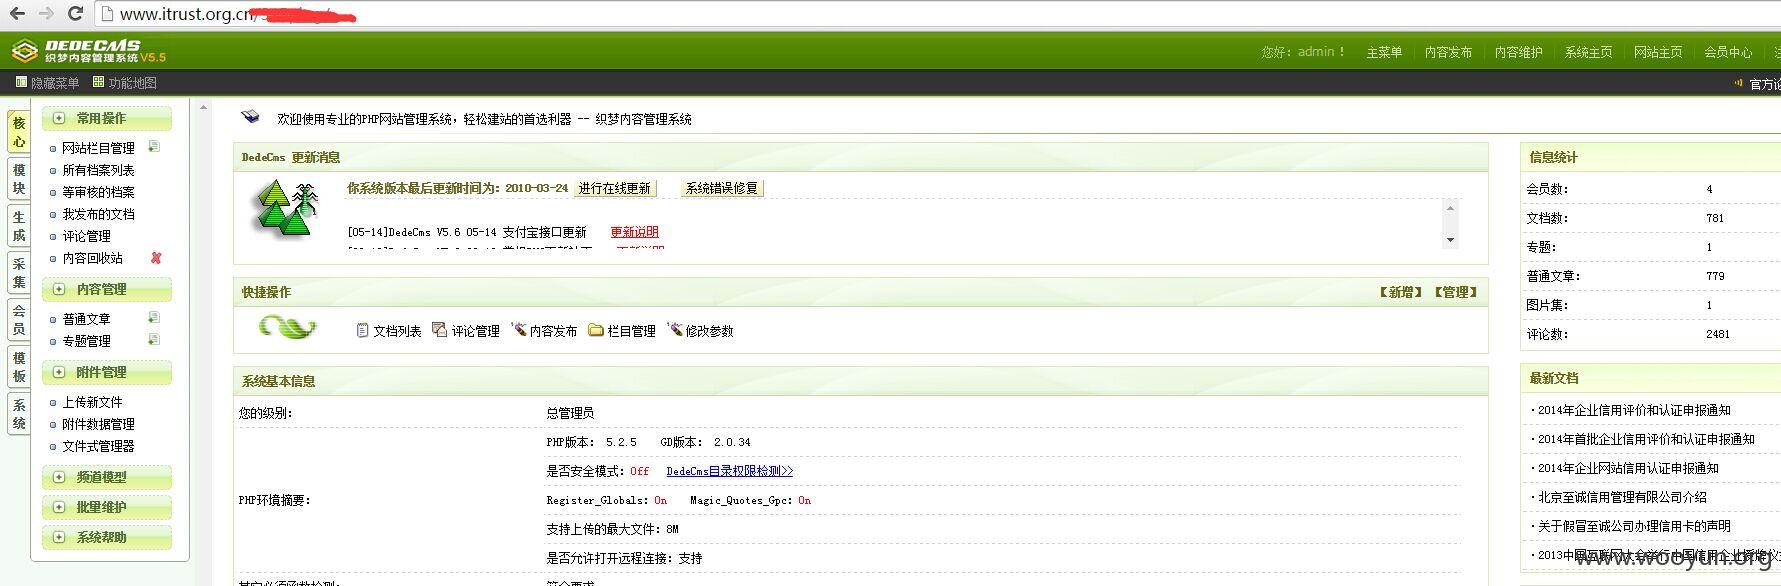 www.itrust.org.cn/
DEDECMS
织梦内容管理系统 V5.5
您好：admin！ 主菜单 内容发布 内容维护 系统主页 网站主页 会员中心
隐藏菜单 功能地图
官方论
核心
模块
生成
采集
会员
模板
系统
常用操作
网站栏目管理
所有档案列表
等审核的档案
我发布的文档
评论管理
内容回收站
内容管理
普通文章
专题管理
附件管理
上传新文件
附件数据管理
文件式管理器
频道模型
批量维护
系统帮助
欢迎使用专业的PHP网站管理系统，轻松建站的首选利器 -- 织梦内容管理系统
DedeCms 更新消息
你系统版本最后更新时间为：2010-03-24 进行在线更新 系统错误修复
[05-14]DedeCms V5.6 05-14 支付宝接口更新 更新说明
快捷操作 【新增】 【管理】
文档列表 评论管理 内容发布 栏目管理 修改参数
系统基本信息
您的级别： 总管理员
PHP环境摘要：
PHP版本： 5.2.5 GD版本： 2.0.34
是否安全模式：Off DedeCms目录权限检测>>
Register_Globals：On Magic_Quotes_Gpc：On
支持上传的最大文件：8M
是否允许打开远程连接：支持
信息统计
会员数： 4
文档数： 781
专题： 1
普通文章： 779
图片集： 1
评论数： 2481
最新文档
·2014年企业信用评价和认证申报通知
·2014年首批企业信用评价和认证申报通知
·2014年企业网站信用认证申报通知
·北京至诚信用管理有限公司介绍
·关于假冒至诚公司办理信用卡的声明
·2013中国互联网大会举行中国信用企业授牌仪式
www.wooyun.org